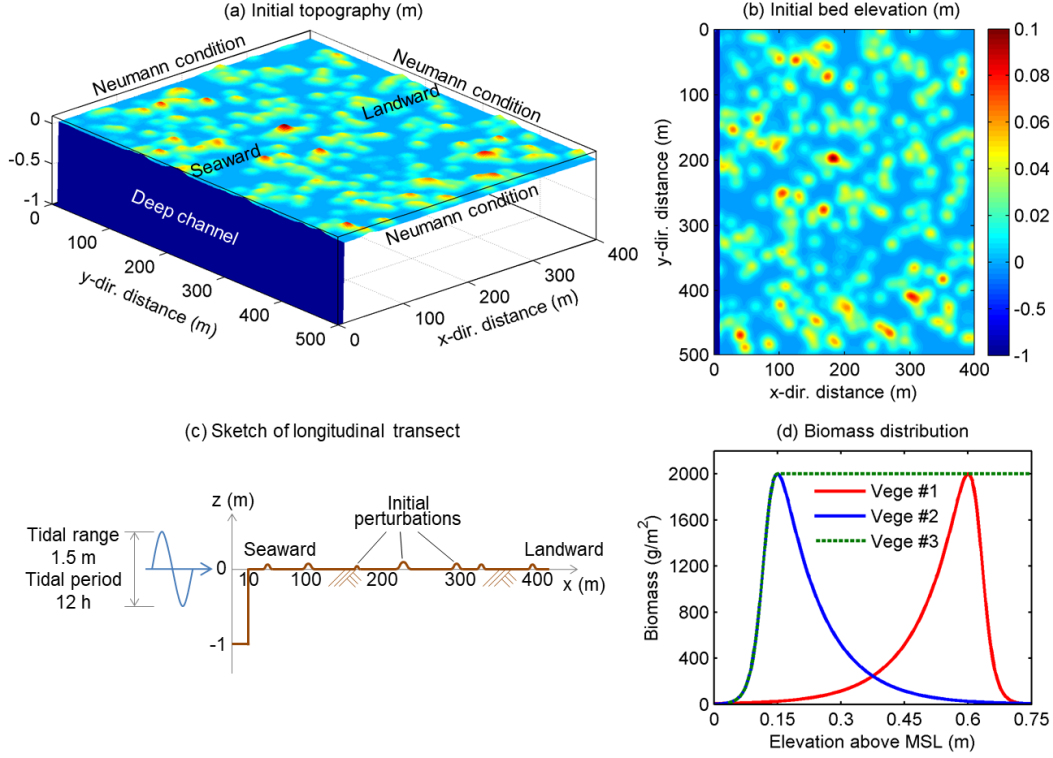 (a) Initial topography (m)
Neumann condition
Neumann condition
Landward
Seaward
Deep channel
Neumann condition
0
-0.5
-1
0
100
200
300
400
500
y-dir. distance (m)
0
100
200
300
400
x-dir. distance (m)
(b) Initial bed elevation (m)
0
100
200
300
400
500
y-dir. distance (m)
0
100
200
300
400
x-dir. distance (m)
0.1
0.08
0.06
0.04
0.02
0
-0.5
-1
(c) Sketch of longitudinal transect
z (m)
Initial
perturbations
Tidal range
1.5 m
Tidal period
12 h
Seaward
Landward
0
10
100
200
300
400
x (m)
-1
(d) Biomass distribution
Biomass (g/m²)
2000
1600
1200
800
400
0
Vege #1
Vege #2
Vege #3
0
0.15
0.3
0.45
0.6
0.75
Elevation above MSL (m)